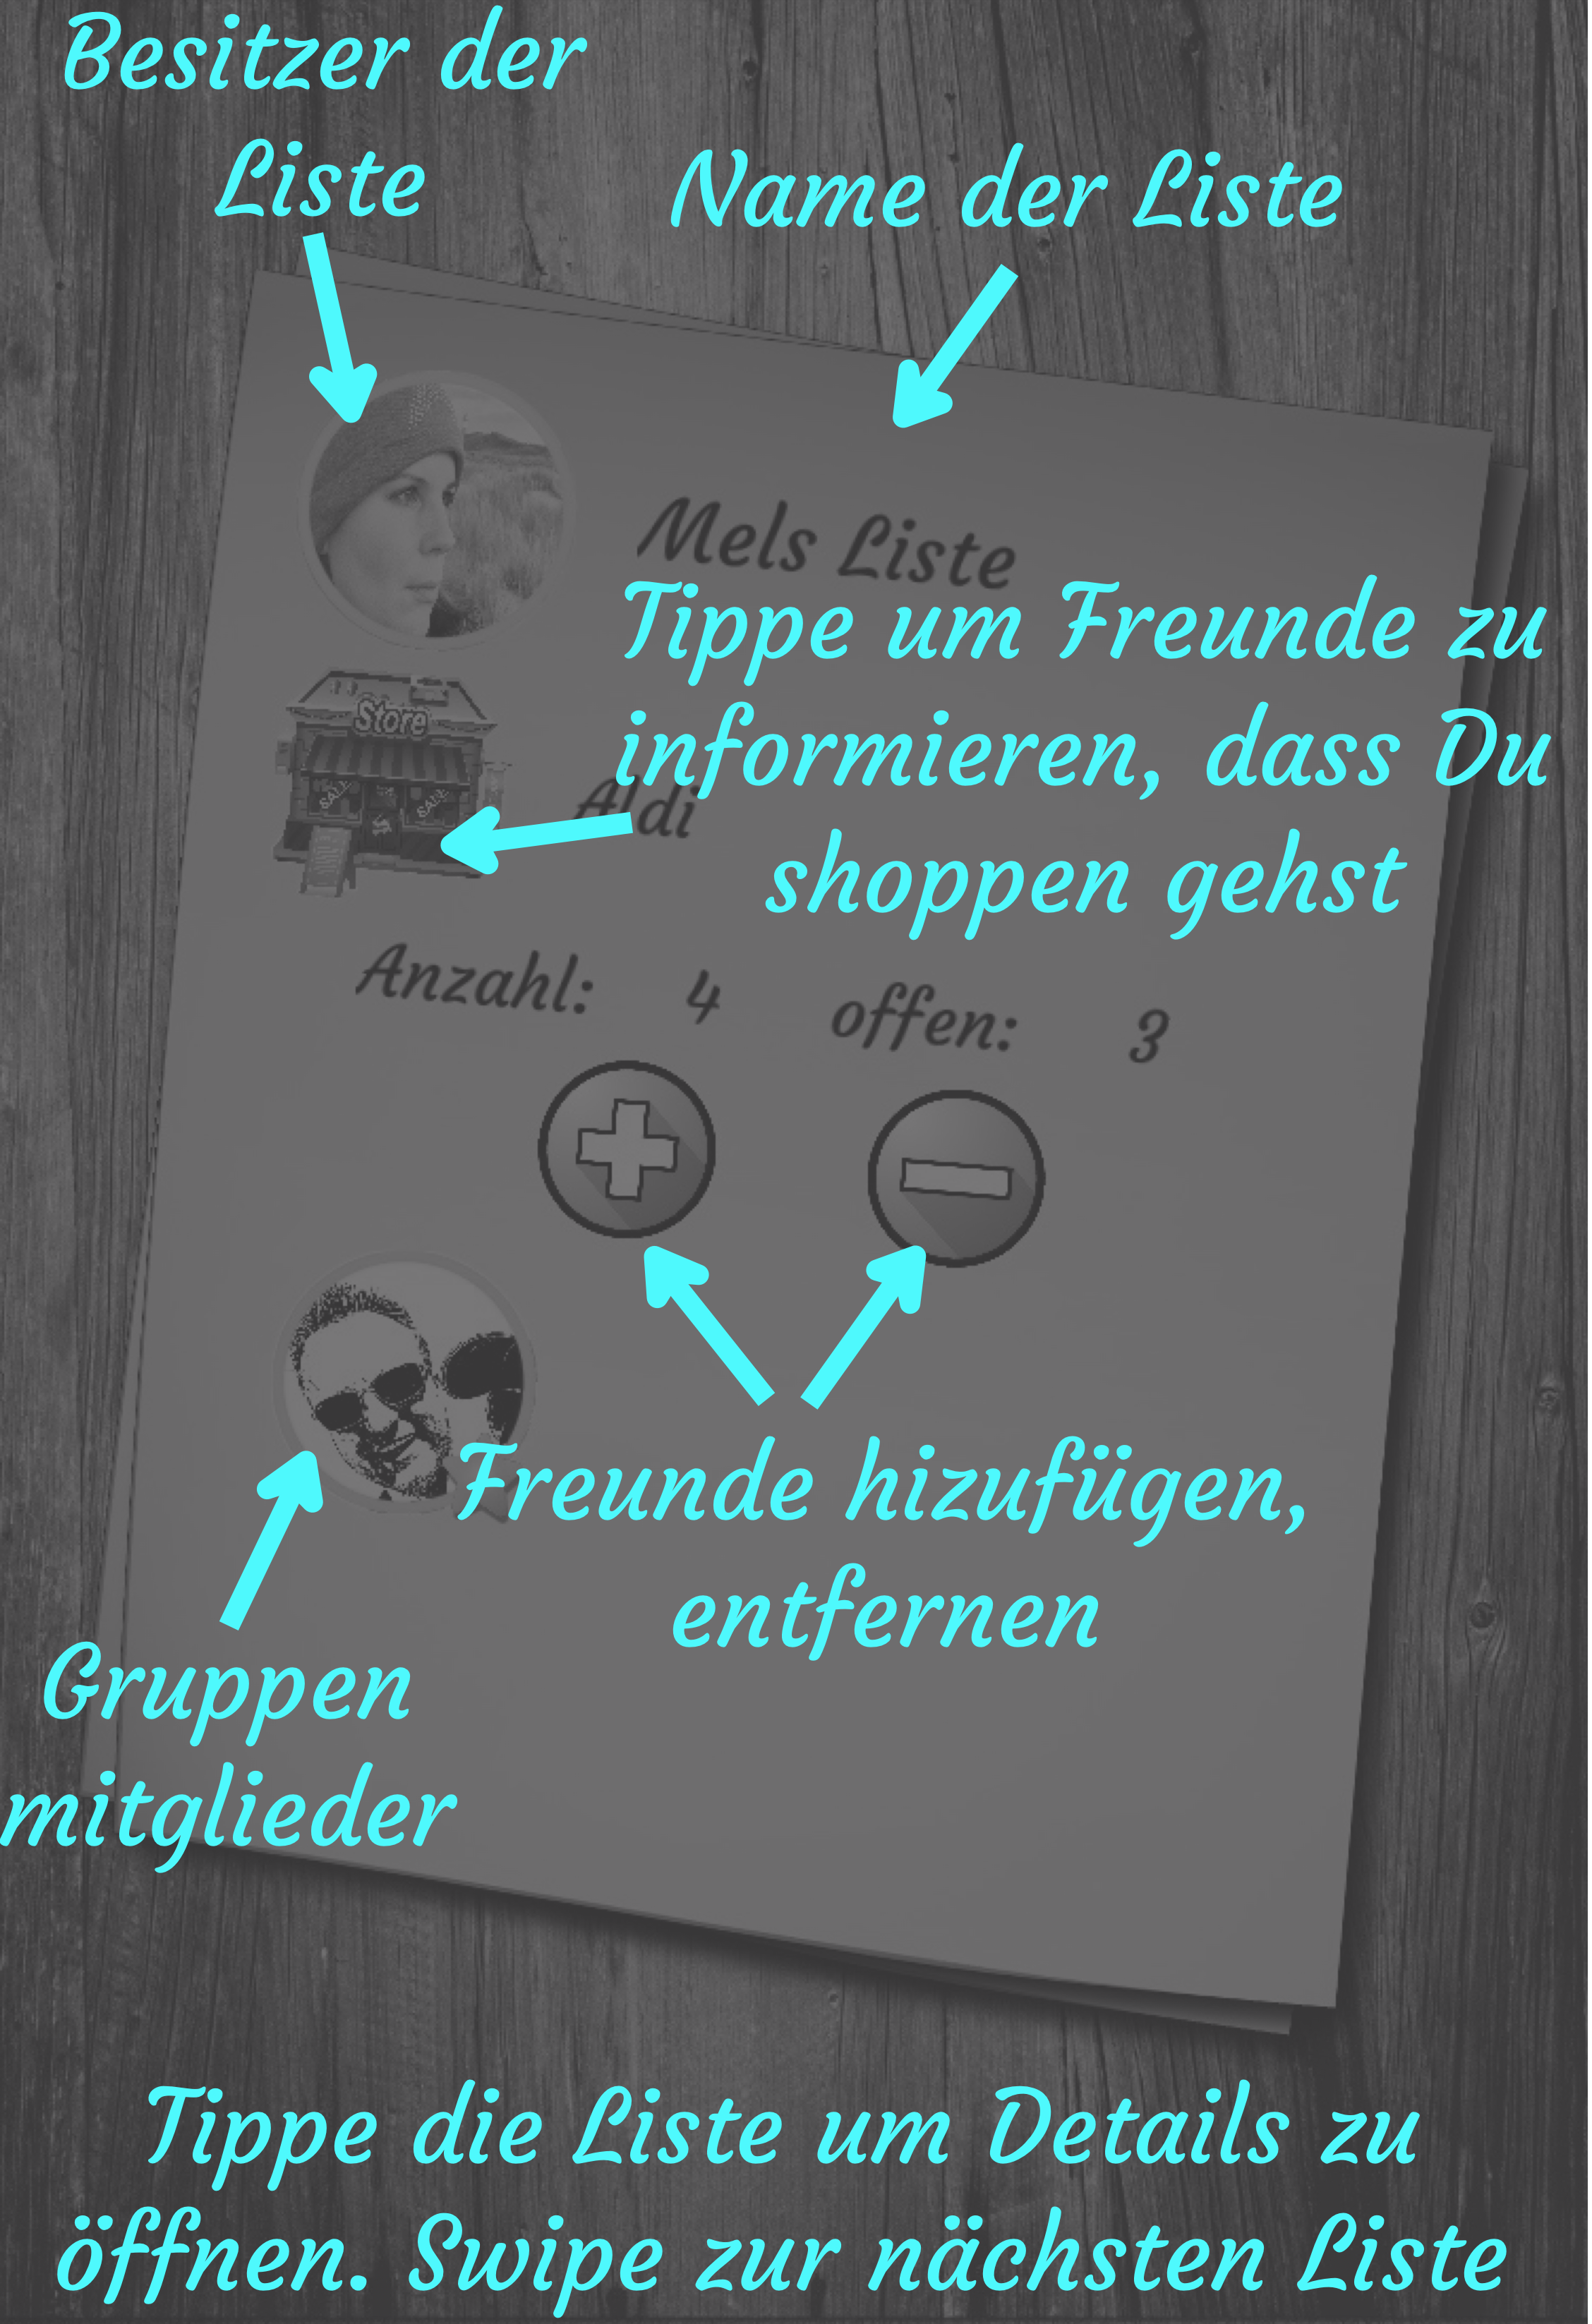 Besitzer der
Liste
Name der Liste
Mels Liste
Tippe um Freunde zu
informieren, dass Du
shoppen gehst
Store
SALE
SALE
Aldi
Anzahl: 4 offen: 3
Freunde hizufügen,
entfernen
Gruppen
mitglieder
Tippe die Liste um Details zu
öffnen. Swipe zur nächsten Liste